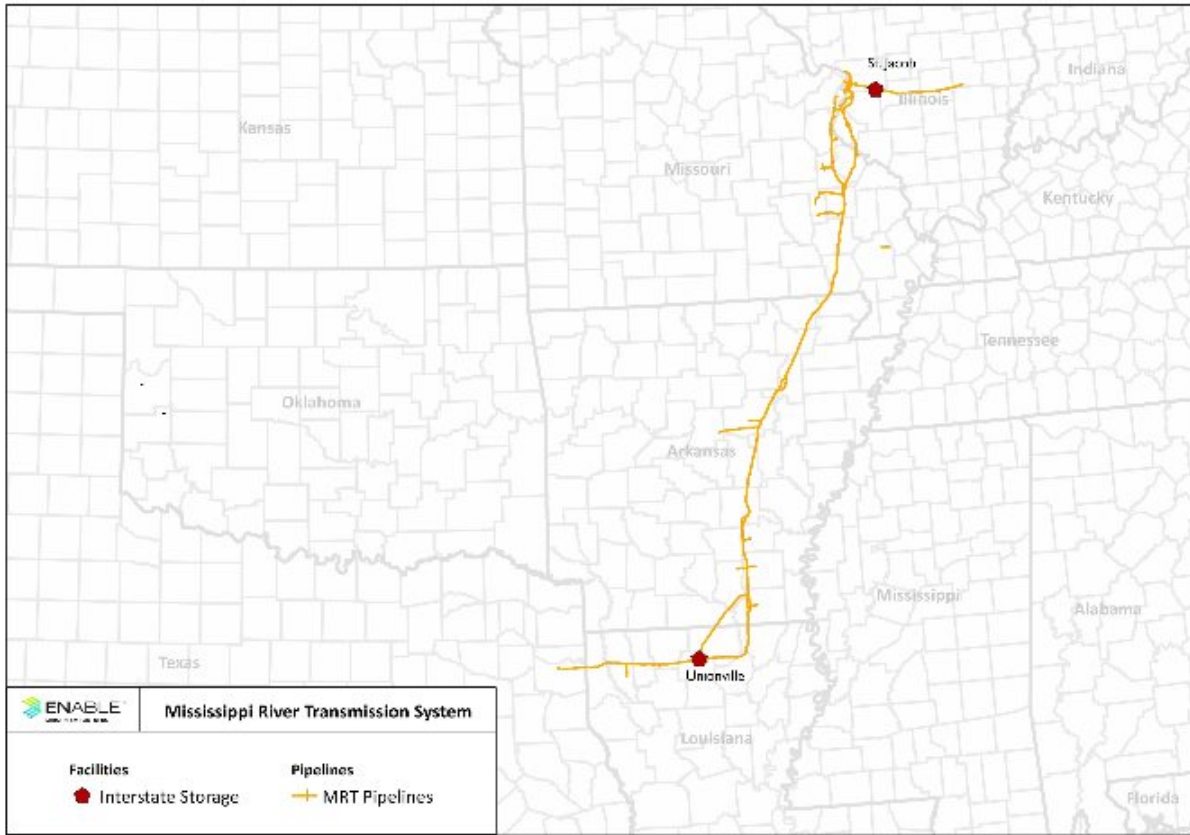 St. Jacob
Indiana
Illinois
Kansas
Missouri
Kentucky
Tennessee
Oklahoma
Arkansas
Mississippi
Alabama
Texas
Unionville
Louisiana
Florida
ENABLE
Mississippi River Transmission System
Facilities
Interstate Storage
Pipelines
MRT Pipelines